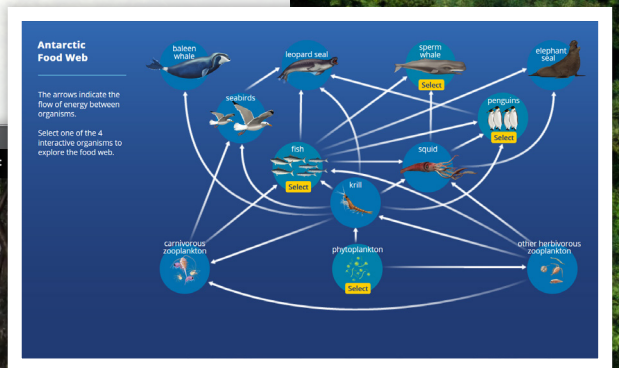 Antarctic
Food Web
The arrows indicate the
flow of energy between
organisms.
Select one of the 4
interactive organisms to
explore the food web.
baleen
whale
leopard seal
sperm
whale
Select
elephant
seal
seabirds
penguins
Select
fish
Select
squid
krill
carnivorous
zooplankton
phytoplankton
Select
other herbivorous
zooplankton